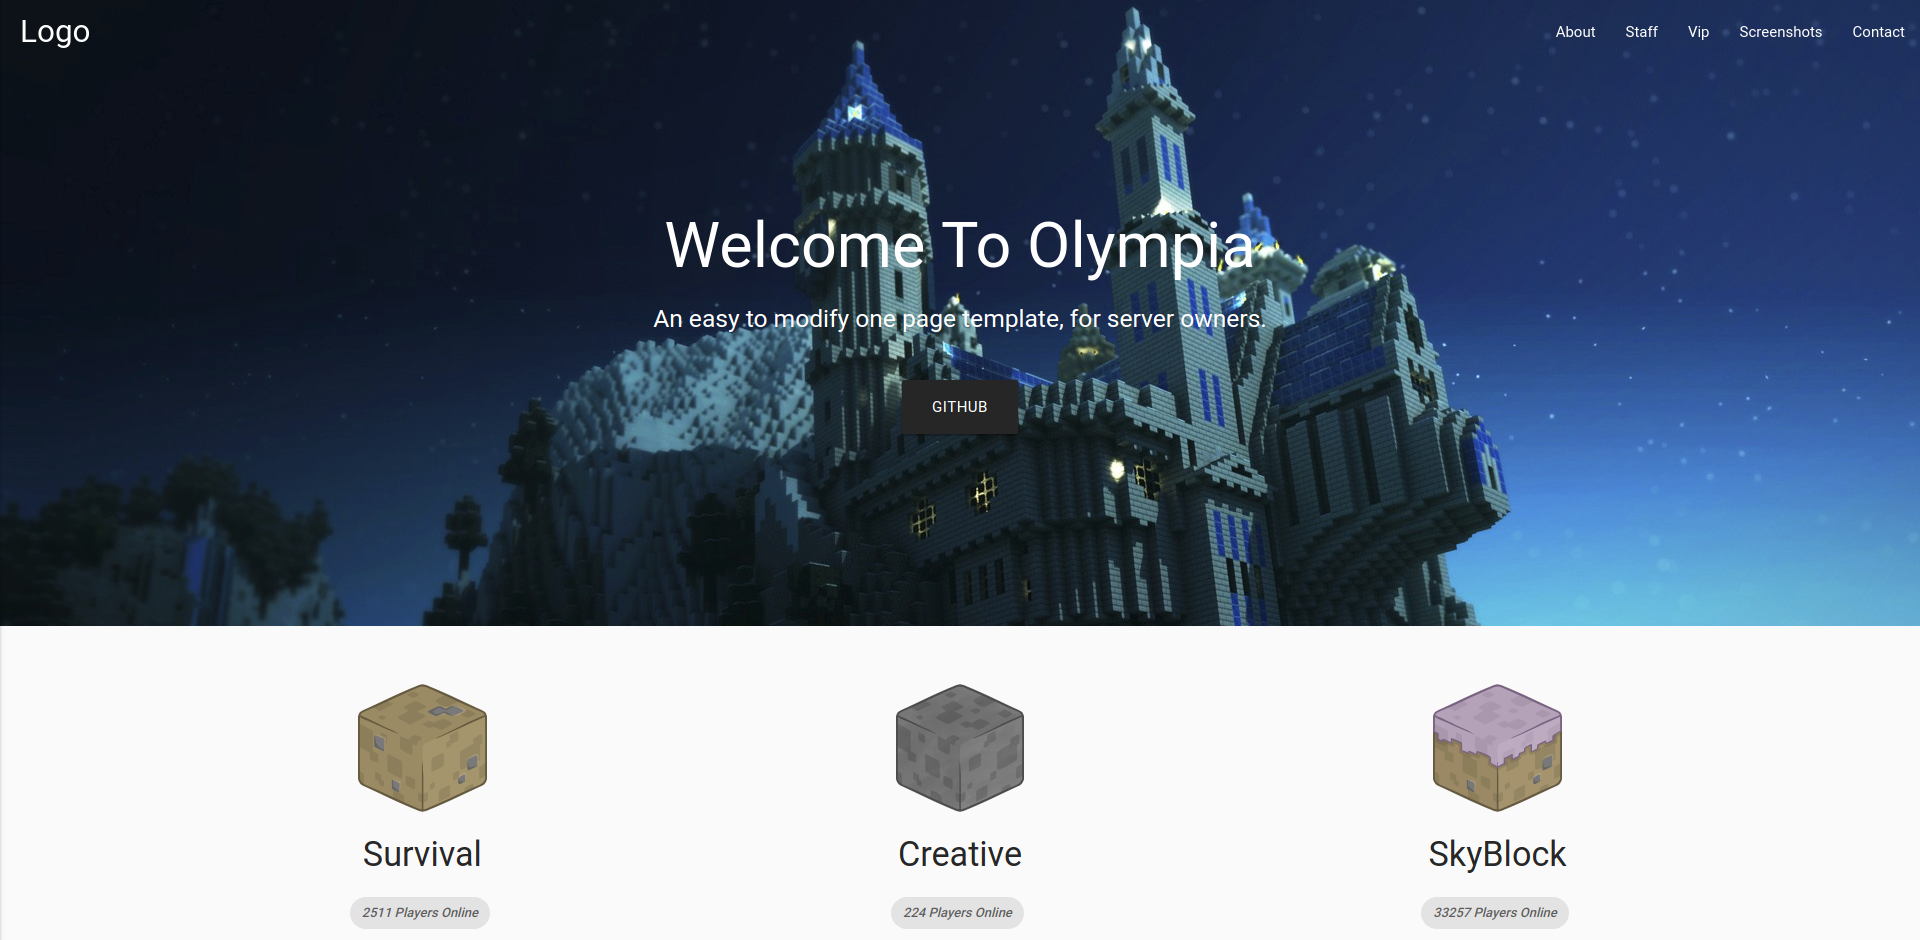 Logo
About
Staff
Vip
Screenshots
Contact
Welcome To Olympia
An easy to modify one page template, for server owners.
GITHUB
Survival
Creative
SkyBlock
2511 Players Online
224 Players Online
33257 Players Online